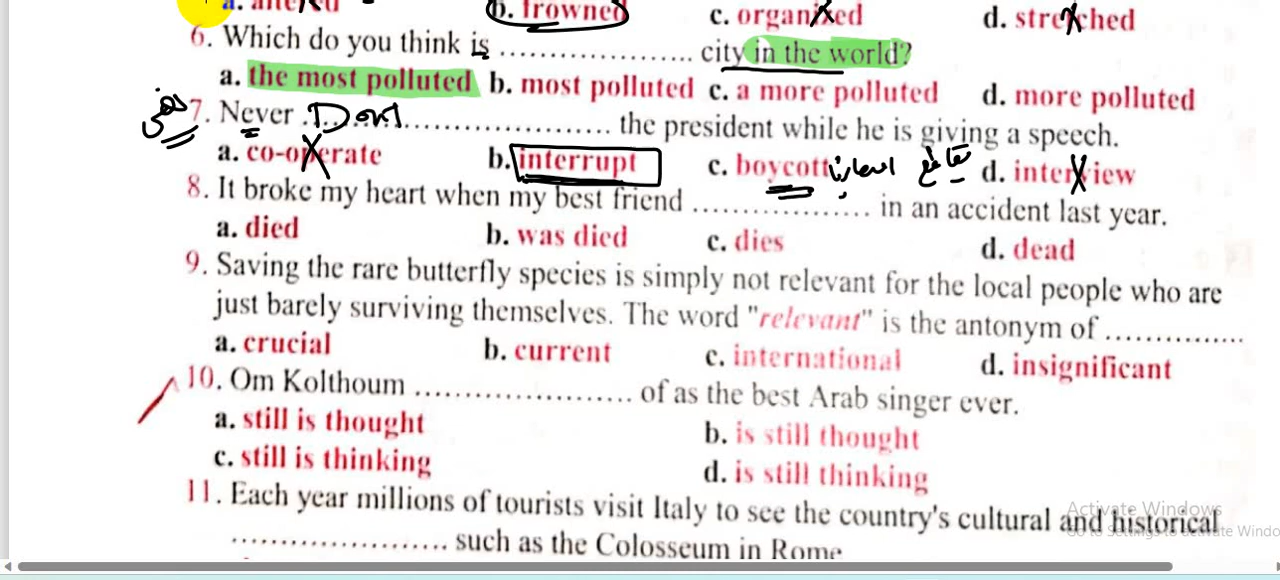 b. frowned c. organized d. stretched
6. Which do you think is .................... city in the world?
a. the most polluted b. most polluted c. a more polluted d. more polluted
نفى 7. Never ... Dont ........................ the president while he is giving a speech.
a. co-operate b. interrupt c. boycott يقاطع d. interview
8. It broke my heart when my best friend .................. in an accident last year.
a. died b. was died c. dies d. dead
9. Saving the rare butterfly species is simply not relevant for the local people who are
just barely surviving themselves. The word "relevant" is the antonym of ...............
a. crucial b. current c. international d. insignificant
10. Om Kolthoum ........................ of as the best Arab singer ever.
a. still is thought b. is still thought
c. still is thinking d. is still thinking
11. Each year millions of tourists visit Italy to see the country's cultural and historical
........................ such as the Colosseum in Rome
Activate Windows